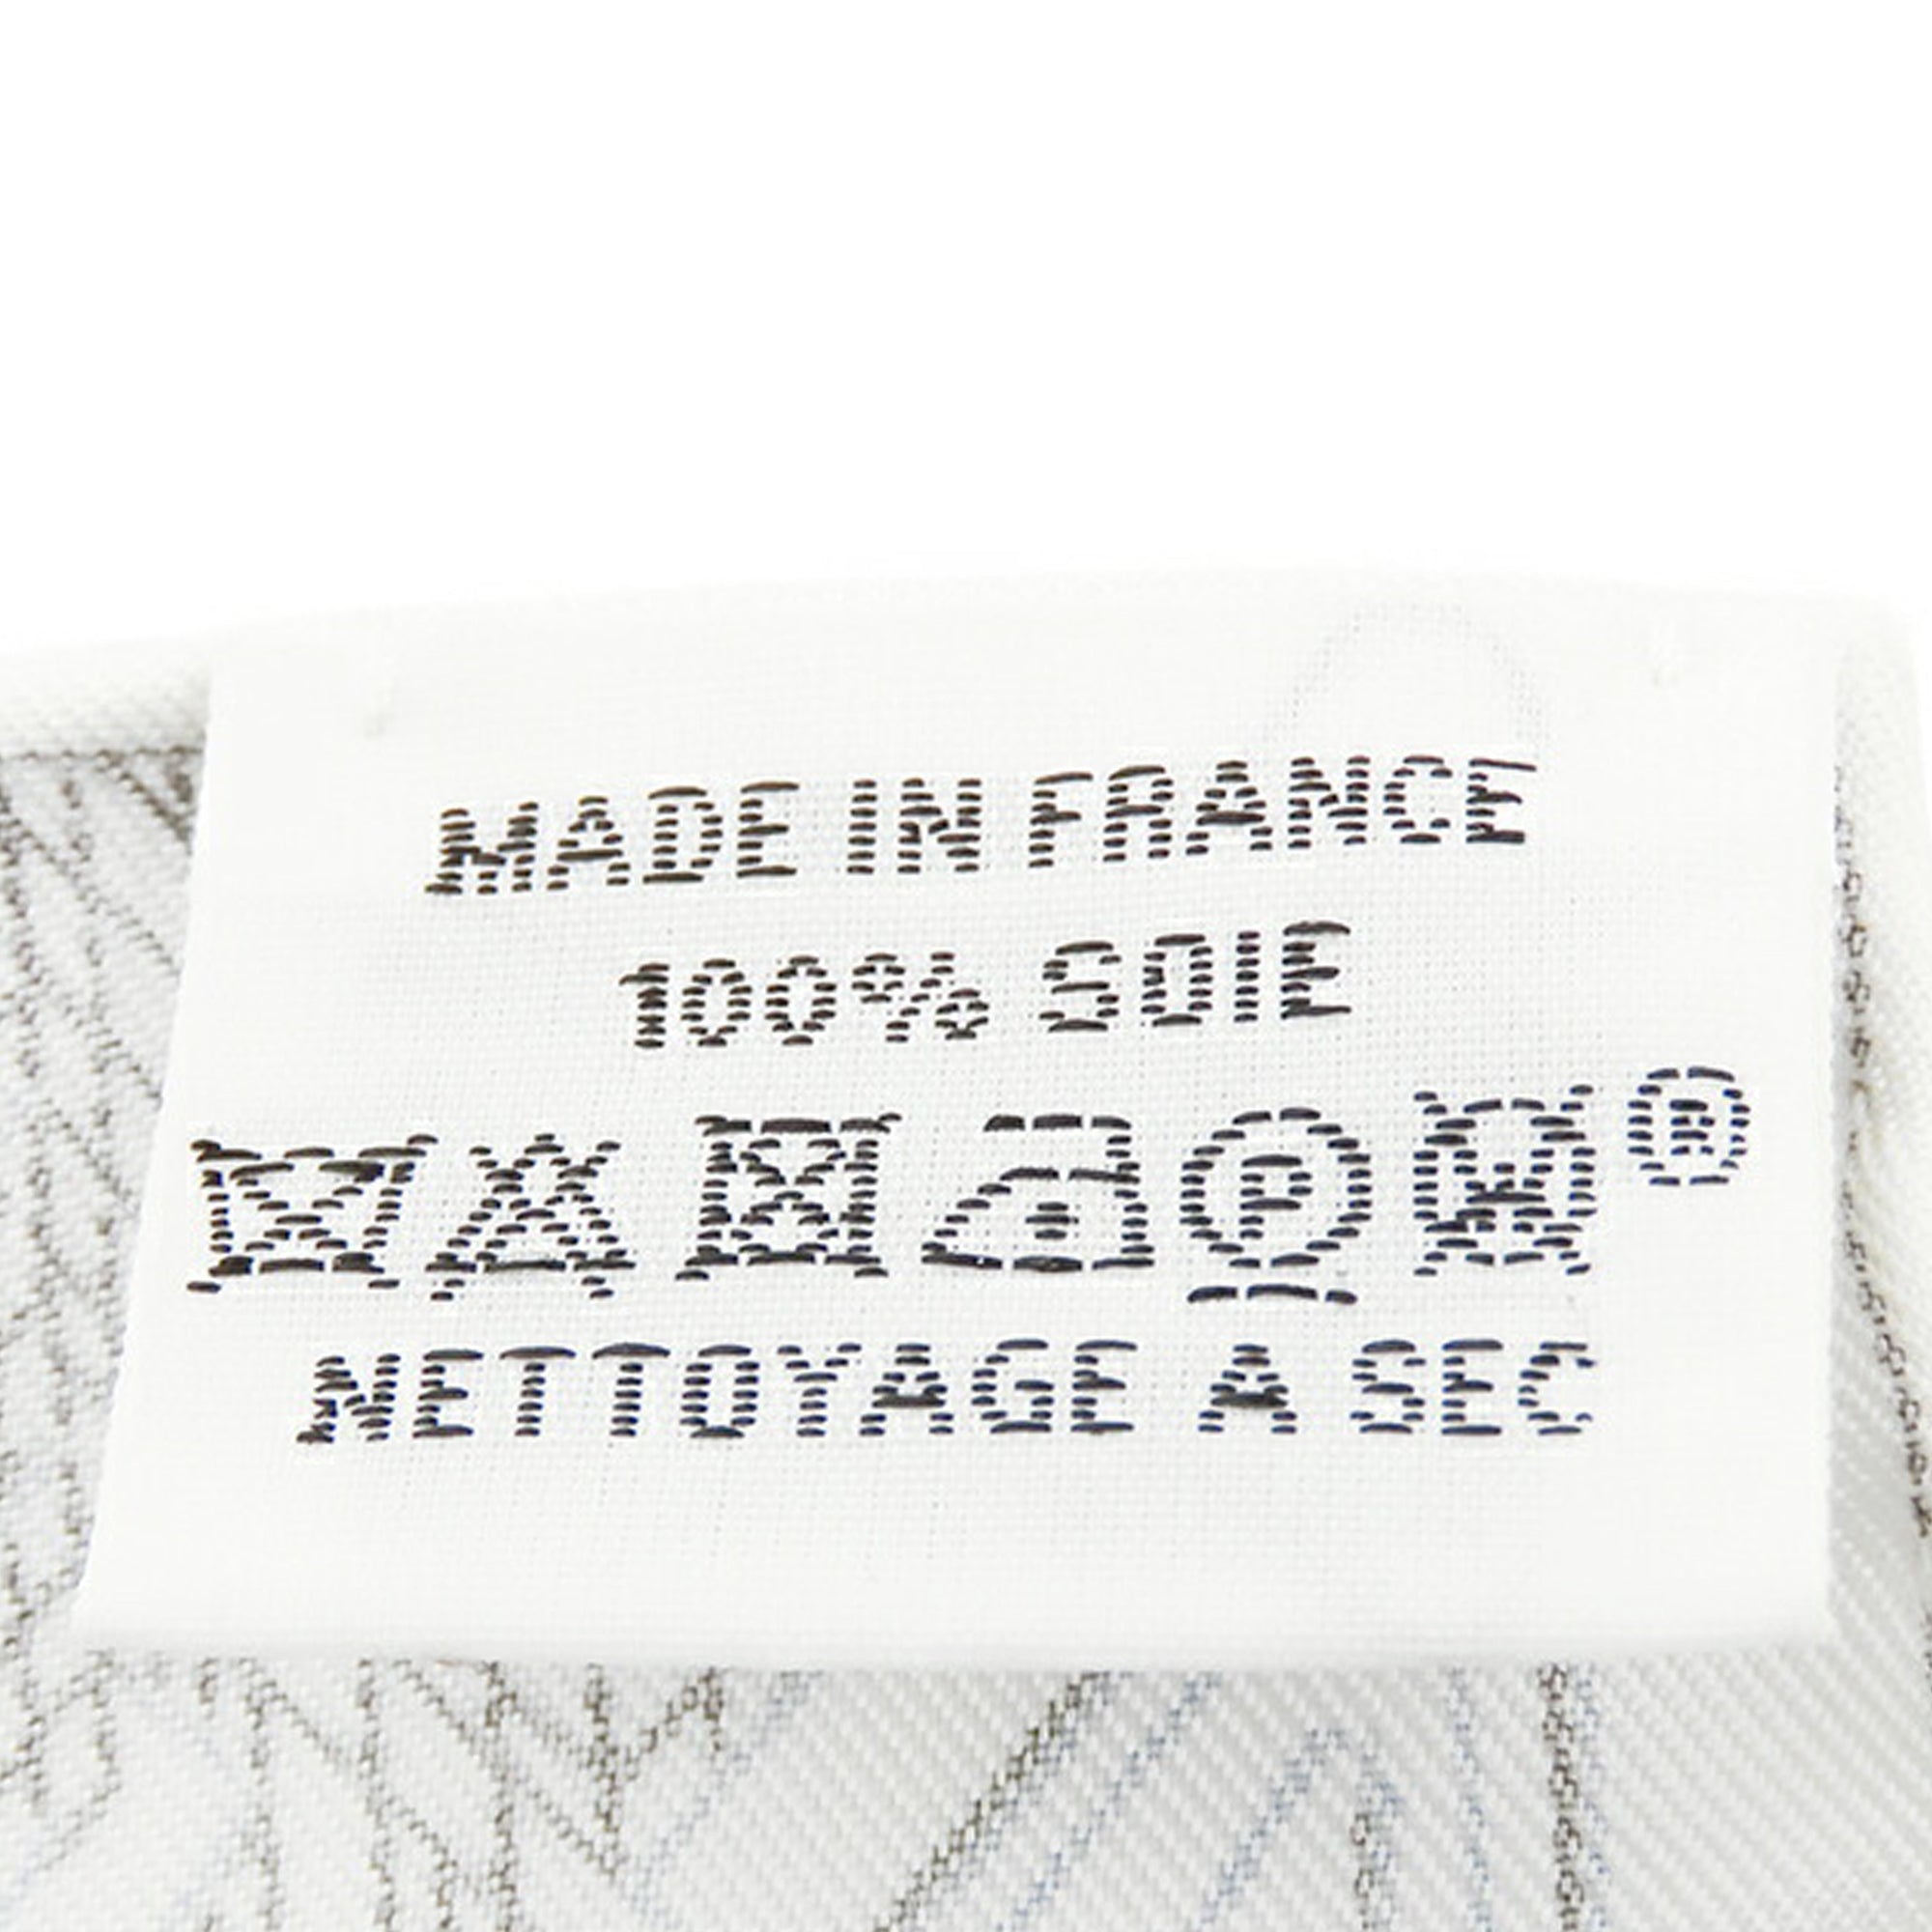 MADE IN FRANCE
100% SOIE
P ®
NETTOYAGE A SEC